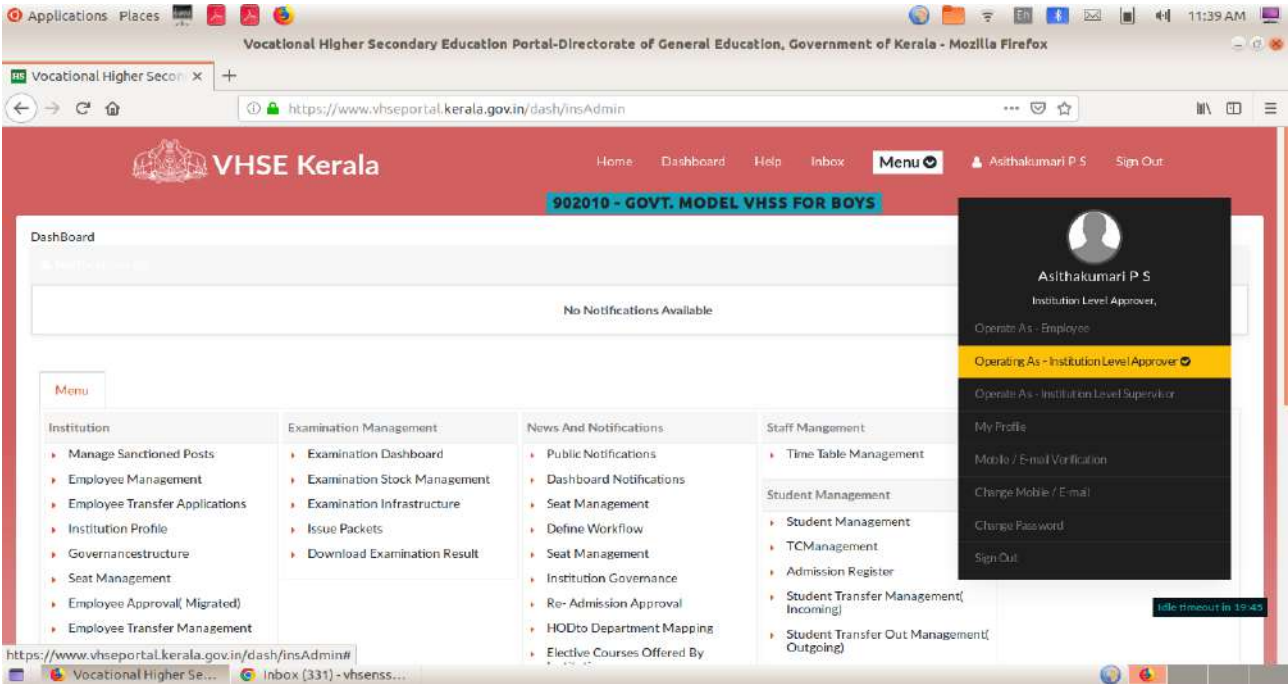 Applications Places En 11:39 AM
Vocational Higher Secondary Education Portal-Directorate of General Education, Government of Kerala - Mozilla Firefox
HS Vocational Higher Secon × +
https://www.vhseportal.kerala.gov.in/dash/insAdmin
VHSE Kerala
Home Dashboard Help Inbox Menu Asithakumari P S Sign Out
902010 - GOVT. MODEL VHSS FOR BOYS
DashBoard
No Notifications Available
Asithakumari P S
Institution Level Approver,
Operate As - Employee
Operating As - Institution Level Approver
Operate As - Institution Level Supervisor
My Profile
Mobile / E-mail Verification
Change Mobile / E-mail
Change Password
Sign Out
Menu
Institution
Manage Sanctioned Posts
Employee Management
Employee Transfer Applications
Institution Profile
Governancestructure
Seat Management
Employee Approval( Migrated)
Employee Transfer Management
Examination Management
Examination Dashboard
Examination Stock Management
Examination Infrastructure
Issue Packets
Download Examination Result
News And Notifications
Public Notifications
Dashboard Notifications
Seat Management
Define Workflow
Seat Management
Institution Governance
Re- Admission Approval
HODto Department Mapping
Elective Courses Offered By
Staff Mangement
Time Table Management
Student Management
Student Management
TCManagement
Admission Register
Student Transfer Management(
Incoming)
Student Transfer Out Management(
Outgoing)
Idle timeout in 19:45
https://www.vhseportal.kerala.gov.in/dash/insAdmin#
Vocational Higher Se... Inbox (331) - vhsenss...